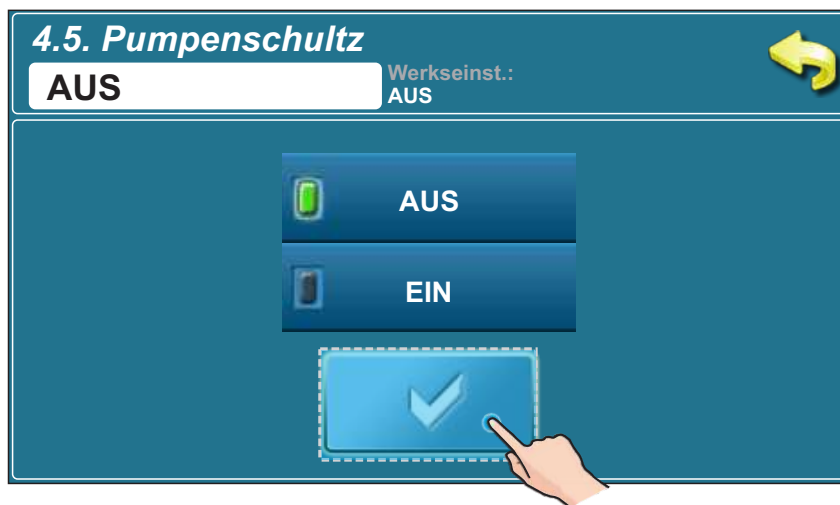 4.5. Pumpenschultz
AUS
Werkseinst.:
AUS
AUS
EIN